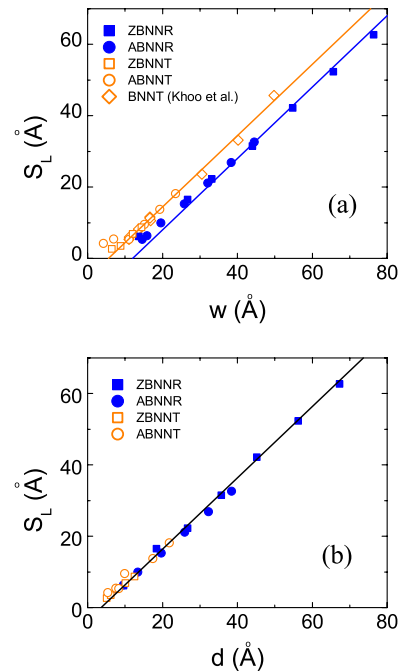 60
40
20
0
S_L (Å)
ZBNNR
ABNNR
ZBNNT
ABNNT
BNNT (Khoo et al.)
(a)
0 20 40 60 80
w (Å)
60
40
20
0
S_L (Å)
ZBNNR
ABNNR
ZBNNT
ABNNT
(b)
0 20 40 60 80
d (Å)